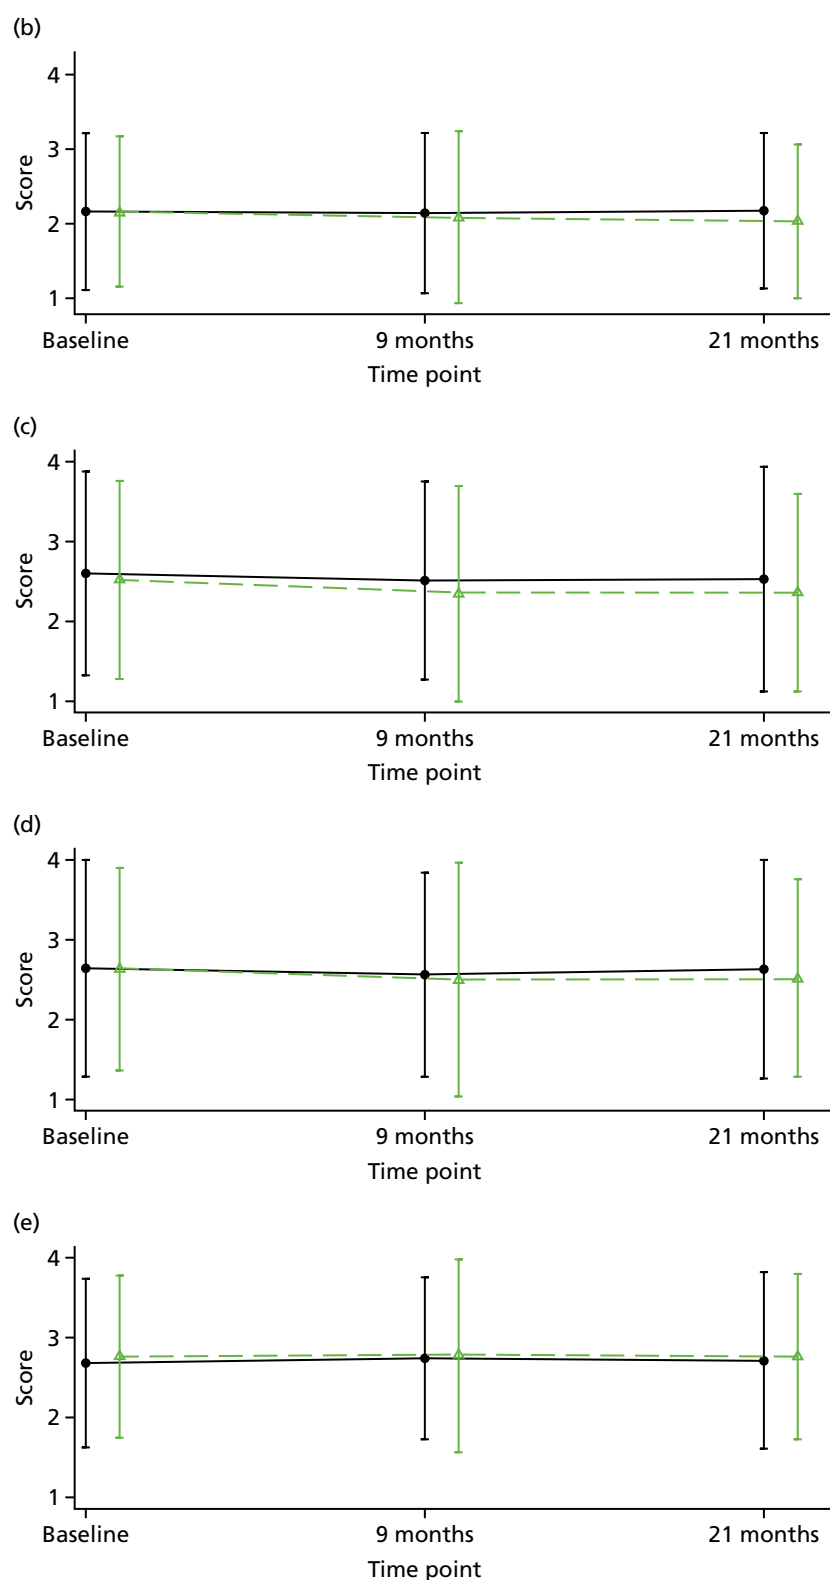 (b)
4
3
2
1
Score
Baseline 9 months 21 months
Time point
(c)
4
3
2
1
Score
Baseline 9 months 21 months
Time point
(d)
4
3
2
1
Score
Baseline 9 months 21 months
Time point
(e)
4
3
2
1
Score
Baseline 9 months 21 months
Time point